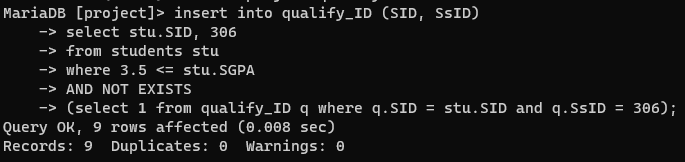 MariaDB [project]> insert into qualify_ID (SID, SsID)
    -> select stu.SID, 306
    -> from students stu
    -> where 3.5 <= stu.SGPA
    -> AND NOT EXISTS
    -> (select 1 from qualify_ID q where q.SID = stu.SID and q.SsID = 306);
Query OK, 9 rows affected (0.008 sec)
Records: 9  Duplicates: 0  Warnings: 0